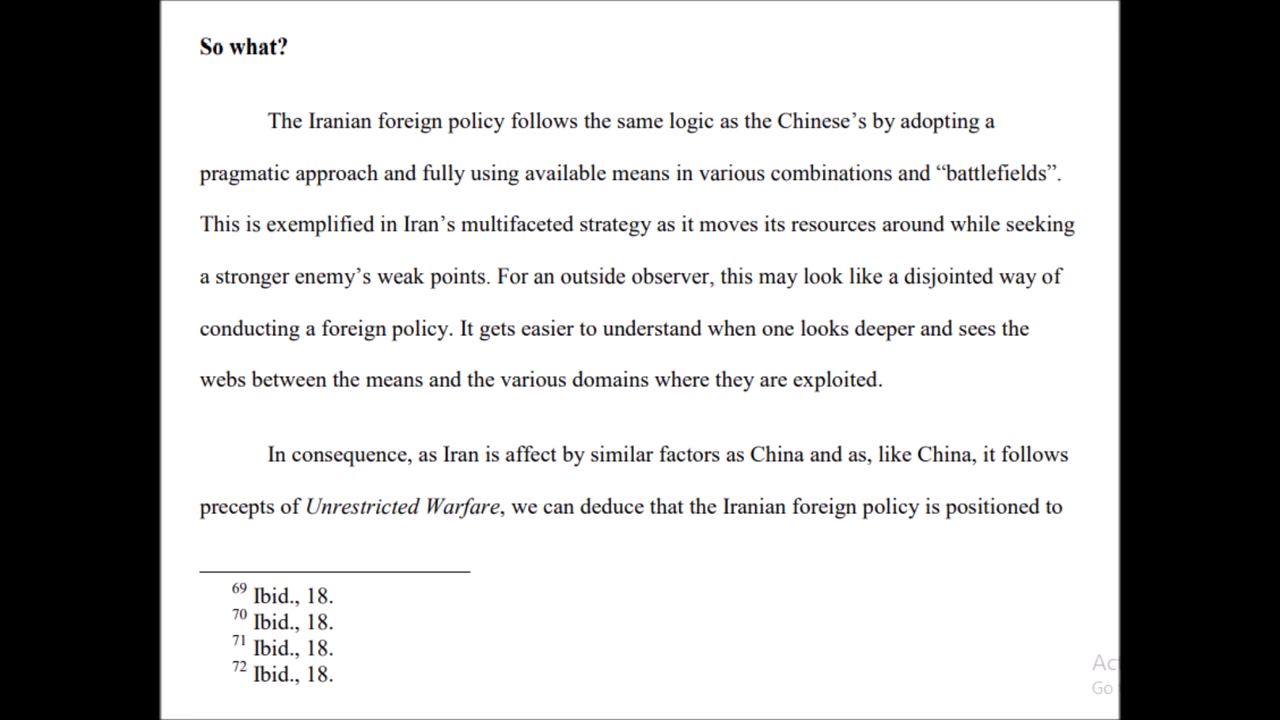 So what?
The Iranian foreign policy follows the same logic as the Chinese’s by adopting a
pragmatic approach and fully using available means in various combinations and “battlefields”.
This is exemplified in Iran’s multifaceted strategy as it moves its resources around while seeking
a stronger enemy’s weak points. For an outside observer, this may look like a disjointed way of
conducting a foreign policy. It gets easier to understand when one looks deeper and sees the
webs between the means and the various domains where they are exploited.
In consequence, as Iran is affect by similar factors as China and as, like China, it follows
precepts of Unrestricted Warfare, we can deduce that the Iranian foreign policy is positioned to
69 Ibid., 18.
70 Ibid., 18.
71 Ibid., 18.
72 Ibid., 18.
Go